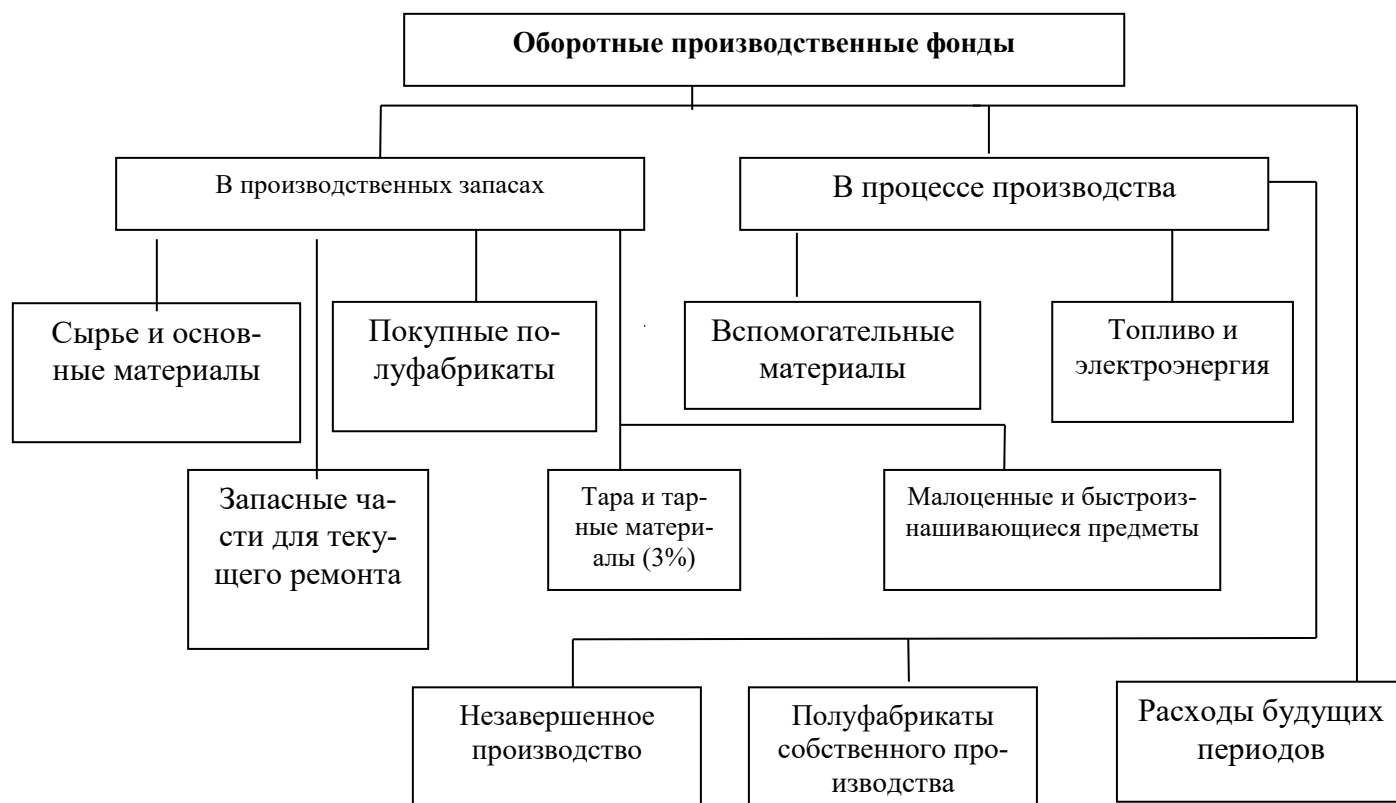 Оборотные производственные фонды
В производственных запасах
В процессе производства
Сырье и основ-
ные материалы
Покупные по-
луфабрикаты
Вспомогательные
материалы
Топливо и
электроэнергия
Запасные ча-
сти для теку-
щего ремонта
Тара и тар-
ные матери-
алы (3%)
Малоценные и быстроиз-
нашивающиеся предметы
Незавершенное
производство
Полуфабрикаты
собственного про-
изводства
Расходы будущих
периодов